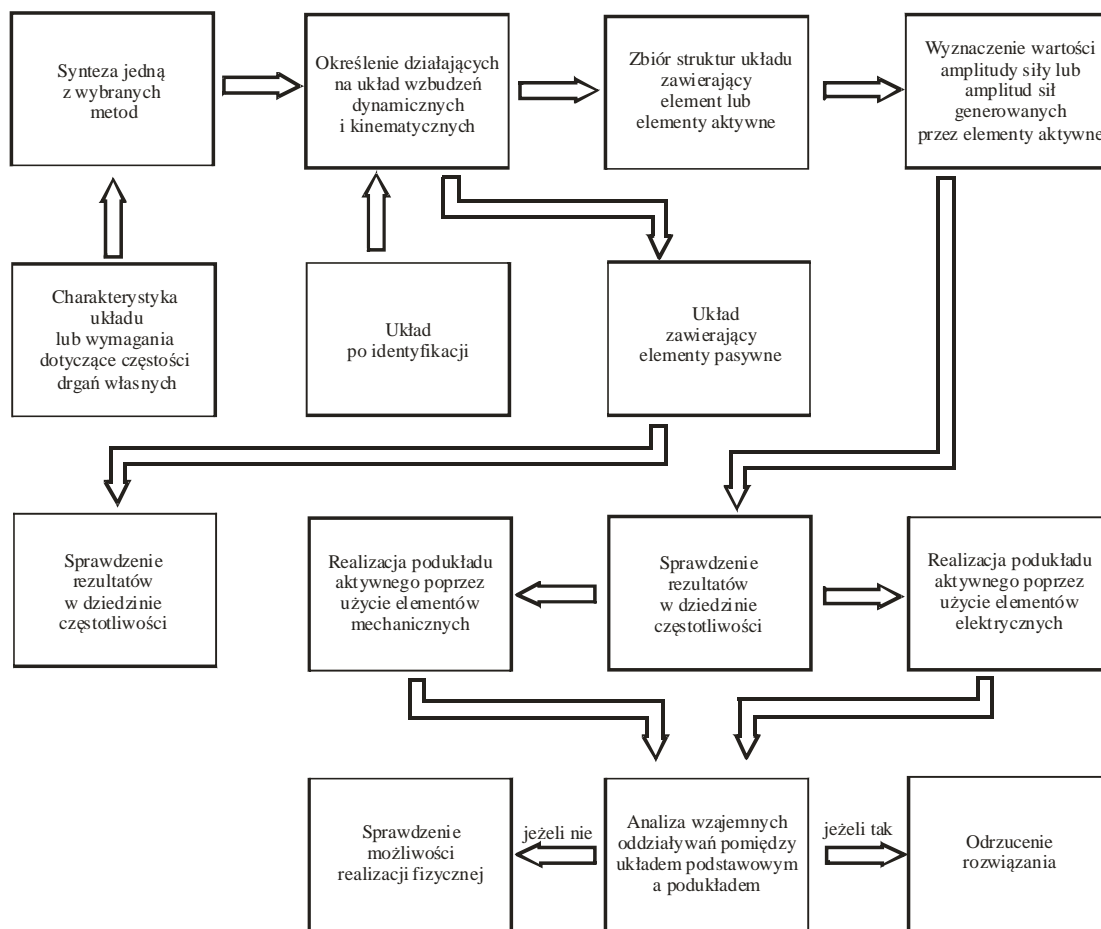 Synteza jedną
z wybranych
metod
Określenie działających
na układ wzbudzeń
dynamicznych
i kinematycznych
Zbiór struktur układu
zawierający
element lub
elementy aktywne
Wyznaczenie wartości
amplitudy siły lub
amplitud sił
generowanych
przez elementy aktywne
Charakterystyka
układu
lub wymagania
dotyczące częstości
drgań własnych
Układ
po identyfikacji
Układ
zawierający
elementy pasywne
Sprawdzenie
rezultatów
w dziedzinie
częstotliwości
Realizacja podukładu
aktywnego poprzez
użycie elementów
mechanicznych
Sprawdzenie
rezultatów
w dziedzinie
częstotliwości
Realizacja podukładu
aktywnego poprzez
użycie elementów
elektrycznych
Sprawdzenie
możliwości
realizacji fizycznej
jeżeli nie
Analiza wzajemnych
oddziaływań pomiędzy
układem podstawowym
a podukładem
jeżeli tak
Odrzucenie
rozwiązania